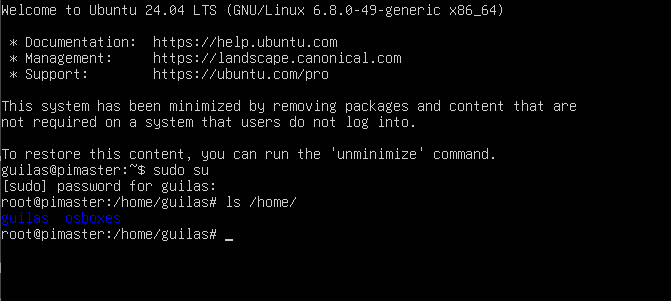 Welcome to Ubuntu 24.04 LTS (GNU/Linux 6.8.0-49-generic x86_64)
* Documentation:  https://help.ubuntu.com
* Management:     https://landscape.canonical.com
* Support:        https://ubuntu.com/pro
This system has been minimized by removing packages and content that are
not required on a system that users do not log into.
To restore this content, you can run the 'unminimize' command.
guilas@pimaster:~$ sudo su
[sudo] password for guilas:
root@pimaster:/home/guilas# ls /home/
guilas  osboxes
root@pimaster:/home/guilas# _